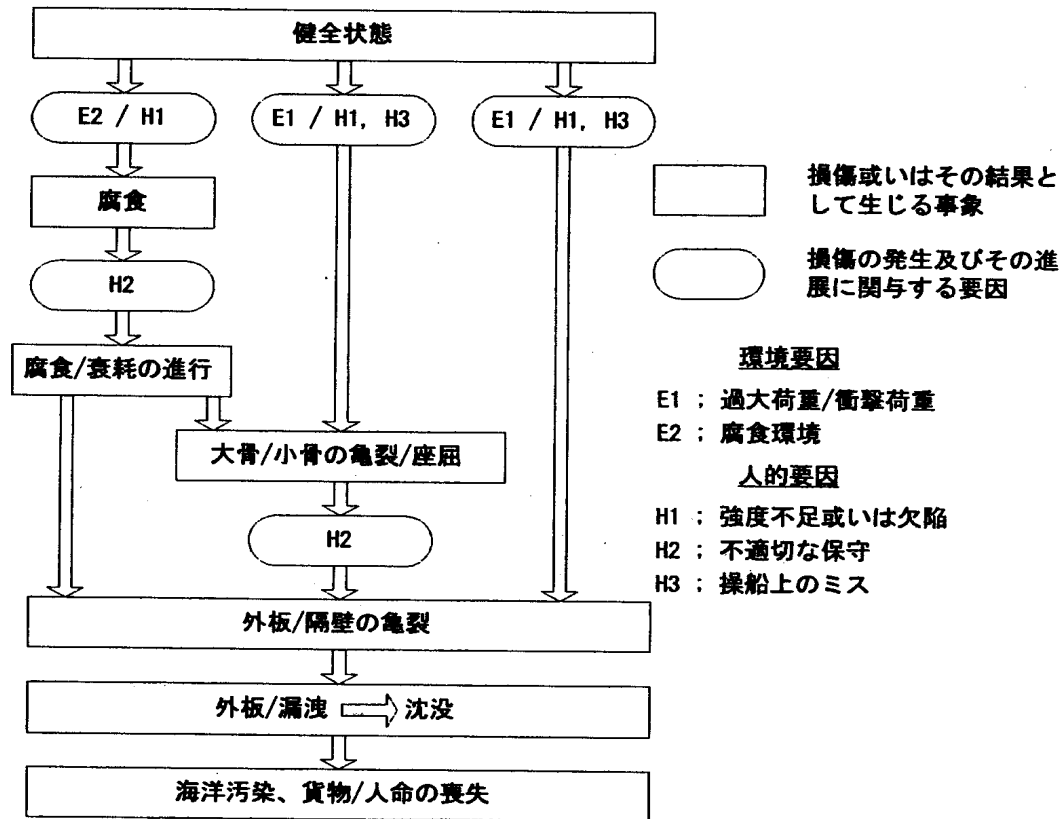 健全状態
E2 / H1
E1 / H1, H3
E1 / H1, H3
腐食
H2
腐食/衰耗の進行
大骨/小骨の亀裂/座屈
H2
外板/隔壁の亀裂
外板/漏洩 沈没
海洋汚染、貨物/人命の喪失
損傷或いはその結果と
して生じる事象
損傷の発生及びその進
展に関与する要因
環境要因
E1 ; 過大荷重/衝撃荷重
E2 ; 腐食環境
人的要因
H1 ; 強度不足或いは欠陥
H2 ; 不適切な保守
H3 ; 操船上のミス